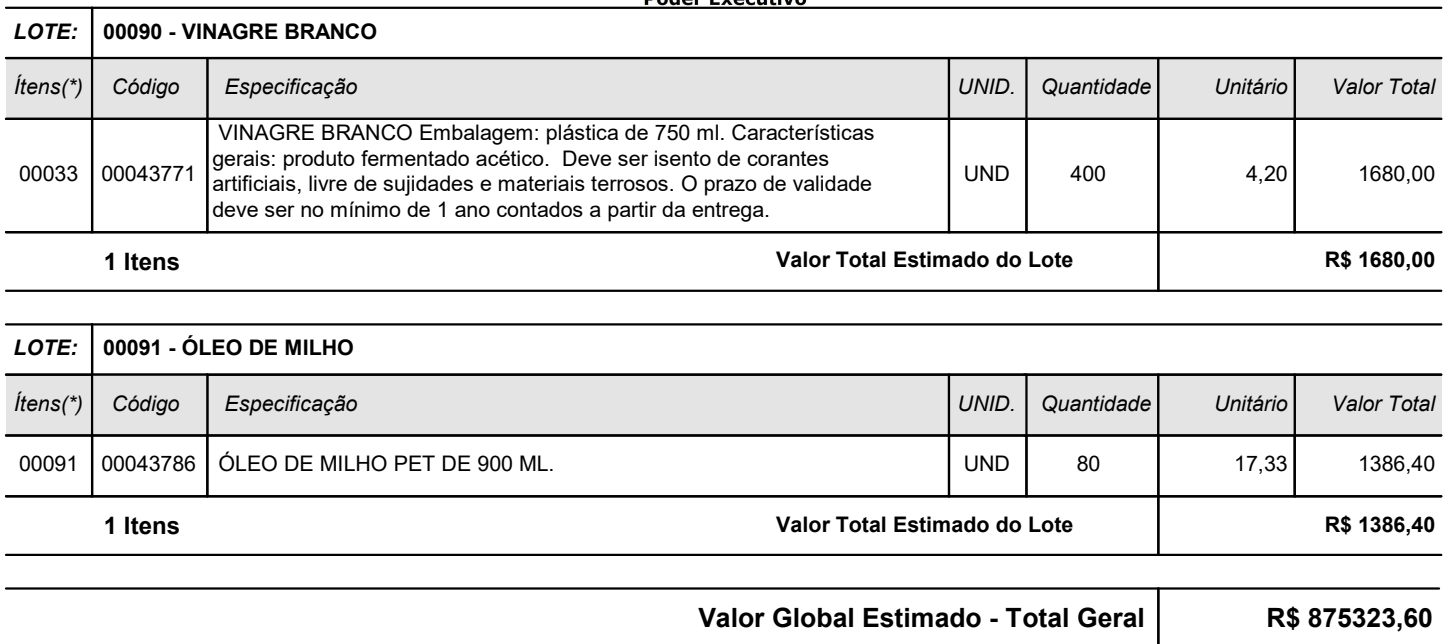 Poder Executivo
LOTE: 00090 - VINAGRE BRANCO
Ítens(*) Código Especificação UNID. Quantidade Unitário Valor Total
VINAGRE BRANCO Embalagem: plástica de 750 ml. Características
gerais: produto fermentado acético.  Deve ser isento de corantes
00033 00043771 artificiais, livre de sujidades e materiais terrosos. O prazo de validade UND 400 4,20 1680,00
deve ser no mínimo de 1 ano contados a partir da entrega.
1 Itens Valor Total Estimado do Lote R$ 1680,00
LOTE: 00091 - ÓLEO DE MILHO
Ítens(*) Código Especificação UNID. Quantidade Unitário Valor Total
00091 00043786 ÓLEO DE MILHO PET DE 900 ML. UND 80 17,33 1386,40
1 Itens Valor Total Estimado do Lote R$ 1386,40
Valor Global Estimado - Total Geral R$ 875323,60